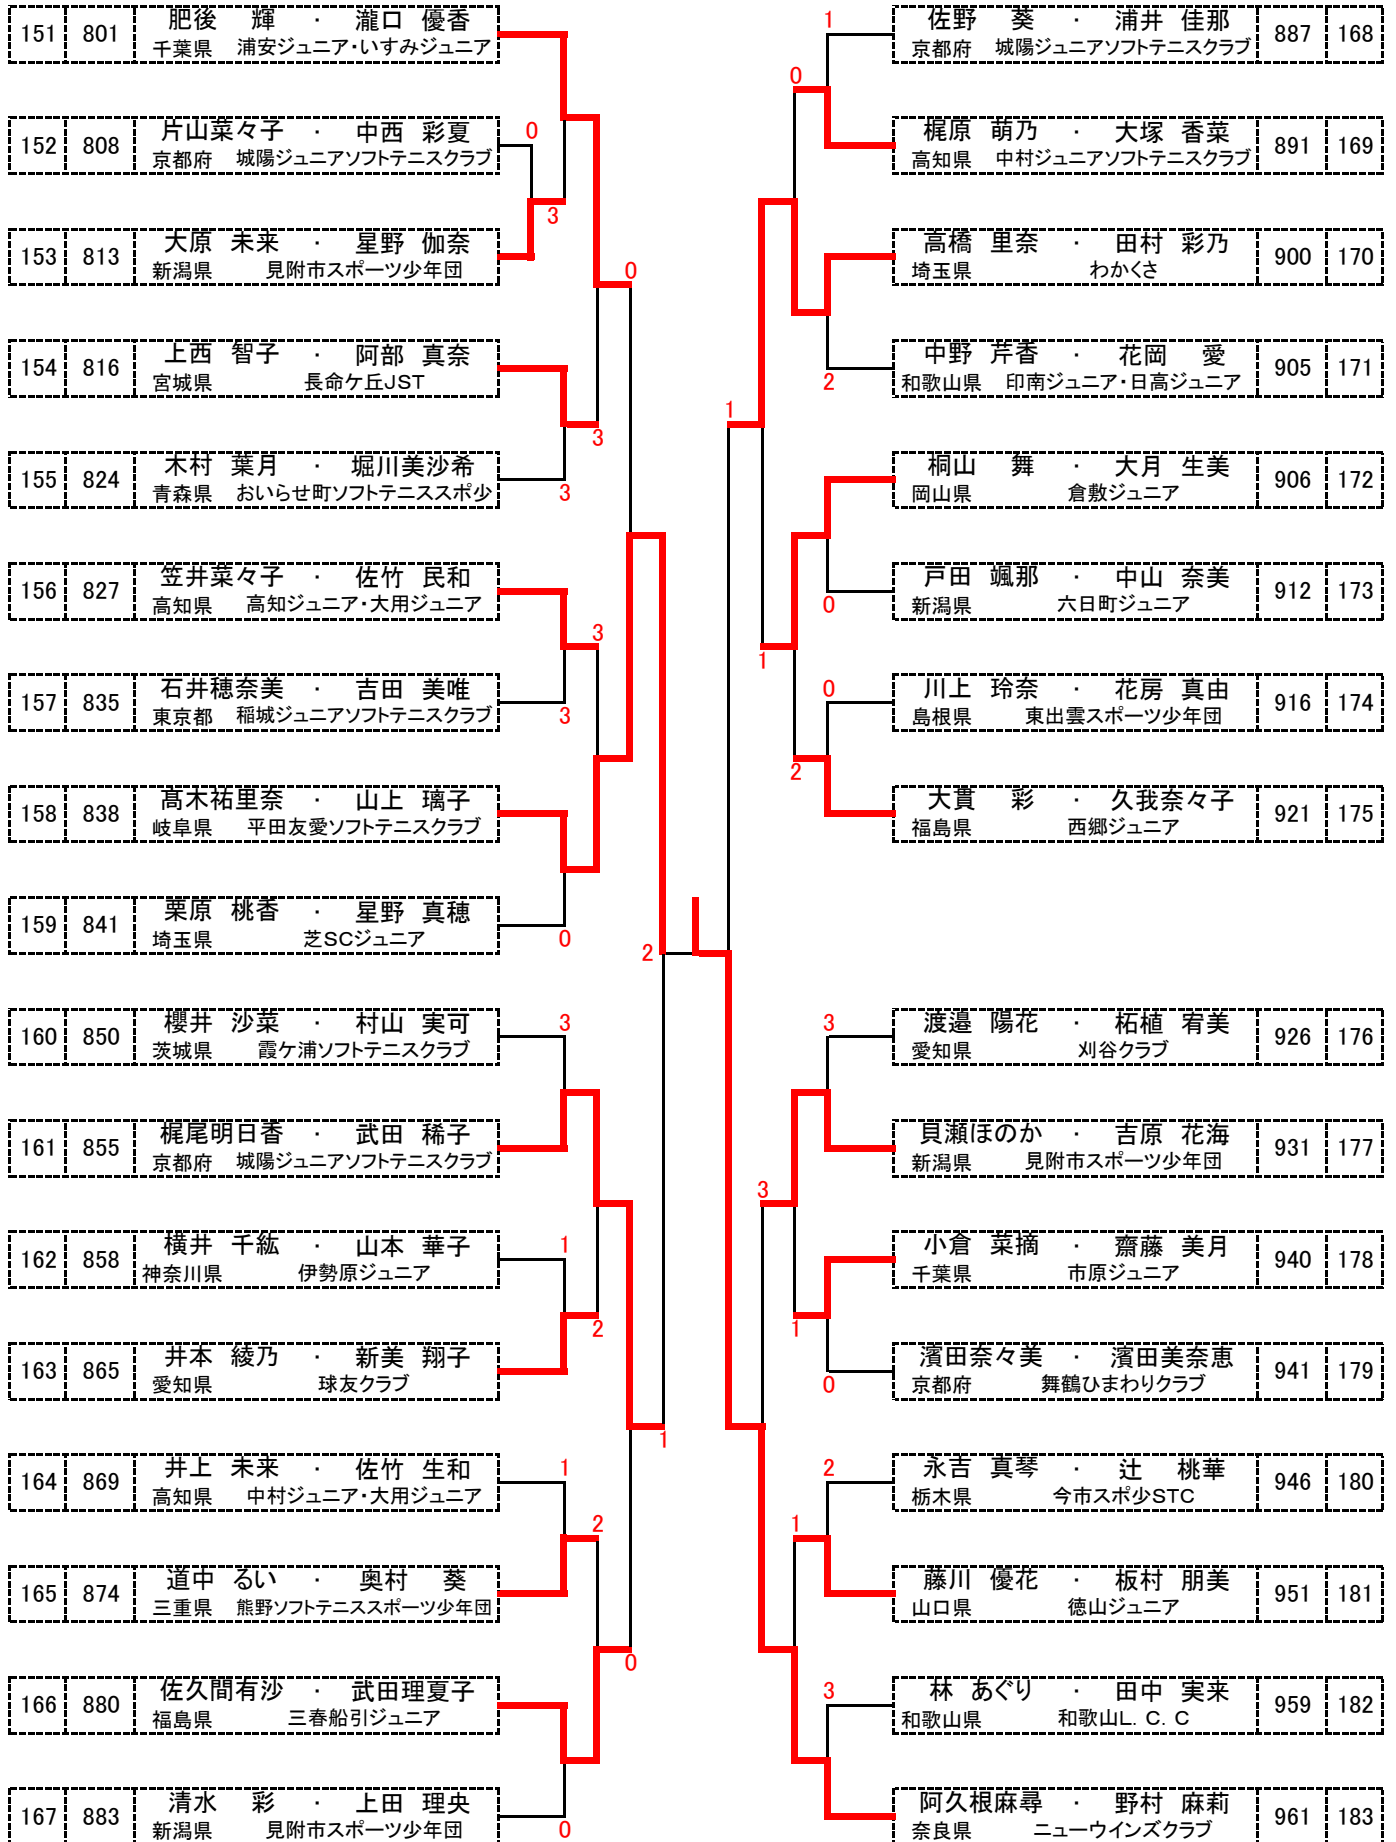 151 801 肥後 輝 ・ 瀧口 優香
千葉県 浦安ジュニア・いすみジュニア
152 808 片山菜々子 ・ 中西 彩夏
京都府 城陽ジュニアソフトテニスクラブ
0
3
153 813 大原 未来 ・ 星野 伽奈
新潟県 見附市スポーツ少年団
0
154 816 上西 智子 ・ 阿部 真奈
宮城県 長命ケ丘JST
3
155 824 木村 葉月 ・ 堀川美沙希
青森県 おいらせ町ソフトテニススポ少
3
156 827 笠井菜々子 ・ 佐竹 民和
高知県 高知ジュニア・大用ジュニア
3
157 835 石井穂奈美 ・ 吉田 美唯
東京都 稲城ジュニアソフトテニスクラブ
3
158 838 髙木祐里奈 ・ 山上 璃子
岐阜県 平田友愛ソフトテニスクラブ
159 841 栗原 桃香 ・ 星野 真穂
埼玉県 芝SCジュニア
0
2
160 850 櫻井 沙菜 ・ 村山 実可
茨城県 霞ケ浦ソフトテニスクラブ
3
161 855 梶尾明日香 ・ 武田 稀子
京都府 城陽ジュニアソフトテニスクラブ
162 858 横井 千紘 ・ 山本 華子
神奈川県 伊勢原ジュニア
1
2
163 865 井本 綾乃 ・ 新美 翔子
愛知県 球友クラブ
1
164 869 井上 未来 ・ 佐竹 生和
高知県 中村ジュニア・大用ジュニア
1
2
165 874 道中 るい ・ 奥村 葵
三重県 熊野ソフトテニススポーツ少年団
0
166 880 佐久間有沙 ・ 武田理夏子
福島県 三春船引ジュニア
167 883 清水 彩 ・ 上田 理央
新潟県 見附市スポーツ少年団
0
1
佐野 葵 ・ 浦井 佳那 887 168
京都府 城陽ジュニアソフトテニスクラブ
0
梶原 萌乃 ・ 大塚 香菜 891 169
高知県 中村ジュニアソフトテニスクラブ
高橋 里奈 ・ 田村 彩乃 900 170
埼玉県 わかくさ
中野 芹香 ・ 花岡 愛 905 171
和歌山県 印南ジュニア・日高ジュニア
2
1
桐山 舞 ・ 大月 生美 906 172
岡山県 倉敷ジュニア
戸田 颯那 ・ 中山 奈美 912 173
新潟県 六日町ジュニア
0
1
川上 玲奈 ・ 花房 真由 916 174
島根県 東出雲スポーツ少年団
0
2
大貫 彩 ・ 久我奈々子 921 175
福島県 西郷ジュニア
渡邉 陽花 ・ 柘植 宥美 926 176
愛知県 刈谷クラブ
3
貝瀬ほのか ・ 吉原 花海 931 177
新潟県 見附市スポーツ少年団
3
小倉 菜摘 ・ 齋藤 美月 940 178
千葉県 市原ジュニア
1
濱田奈々美 ・ 濱田美奈恵 941 179
京都府 舞鶴ひまわりクラブ
0
永吉 真琴 ・ 辻 桃華 946 180
栃木県 今市スポ少STC
2
1
藤川 優花 ・ 板村 朋美 951 181
山口県 徳山ジュニア
林 あぐり ・ 田中 実来 959 182
和歌山県 和歌山L. C. C
3
阿久根麻尋 ・ 野村 麻莉 961 183
奈良県 ニューウインズクラブ